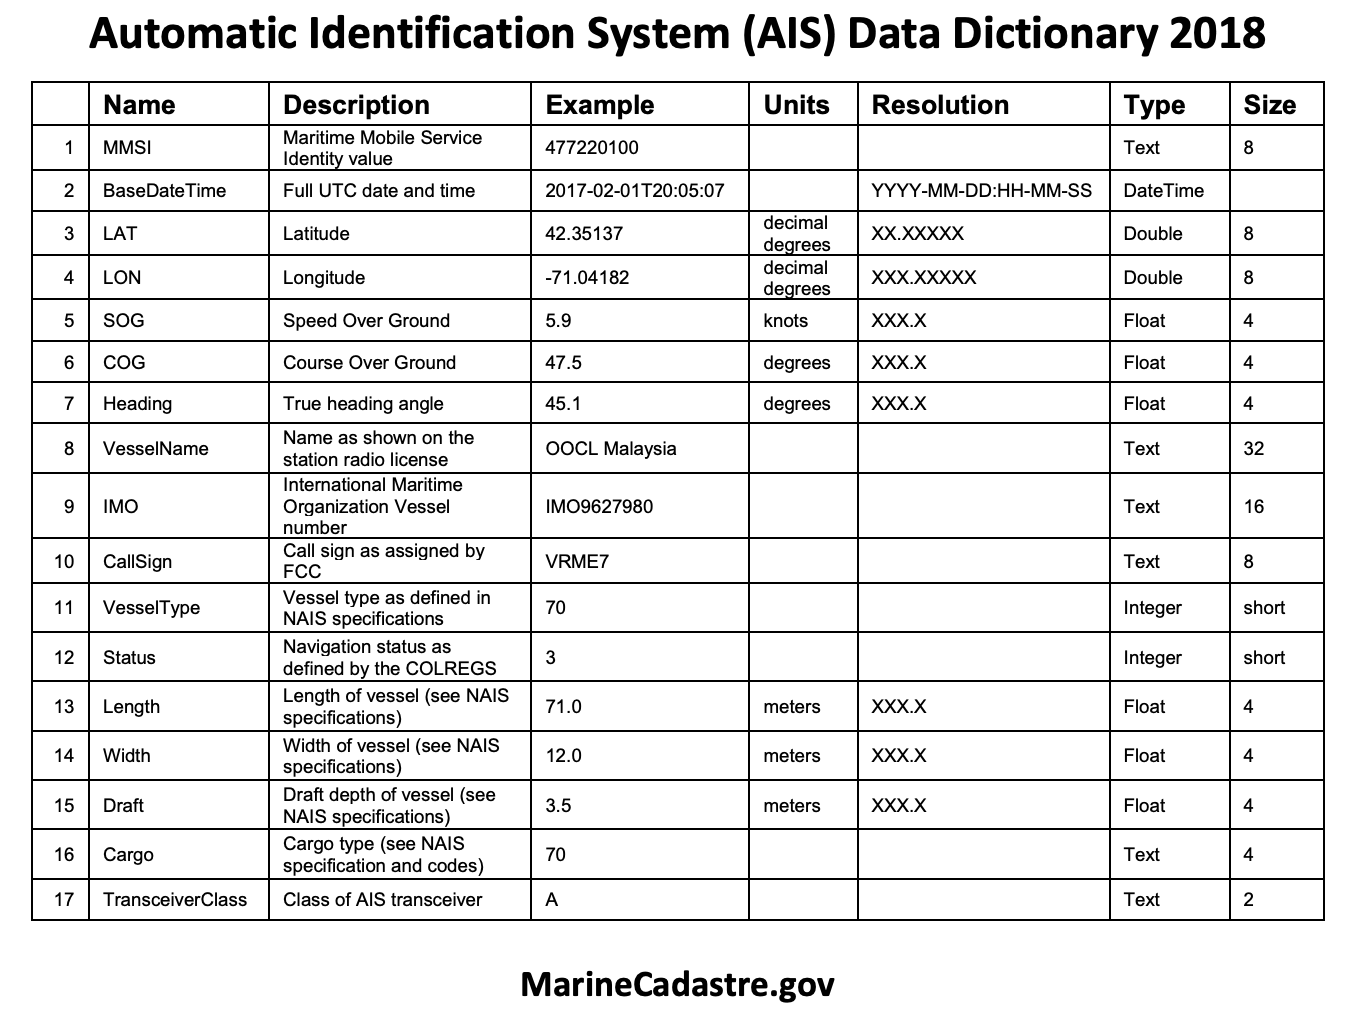 Automatic Identification System (AIS) Data Dictionary 2018
Name Description Example Units Resolution Type Size
1 MMSI Maritime Mobile Service Identity value 477220100 Text 8
2 BaseDateTime Full UTC date and time 2017-02-01T20:05:07 YYYY-MM-DD:HH-MM-SS DateTime
3 LAT Latitude 42.35137 decimal degrees XX.XXXXX Double 8
4 LON Longitude -71.04182 decimal degrees XXX.XXXXX Double 8
5 SOG Speed Over Ground 5.9 knots XXX.X Float 4
6 COG Course Over Ground 47.5 degrees XXX.X Float 4
7 Heading True heading angle 45.1 degrees XXX.X Float 4
8 VesselName Name as shown on the station radio license OOCL Malaysia Text 32
9 IMO International Maritime Organization Vessel number IMO9627980 Text 16
10 CallSign Call sign as assigned by FCC VRME7 Text 8
11 VesselType Vessel type as defined in NAIS specifications 70 Integer short
12 Status Navigation status as defined by the COLREGS 3 Integer short
13 Length Length of vessel (see NAIS specifications) 71.0 meters XXX.X Float 4
14 Width Width of vessel (see NAIS specifications) 12.0 meters XXX.X Float 4
15 Draft Draft depth of vessel (see NAIS specifications) 3.5 meters XXX.X Float 4
16 Cargo Cargo type (see NAIS specification and codes) 70 Text 4
17 TransceiverClass Class of AIS transceiver A Text 2
MarineCadastre.gov